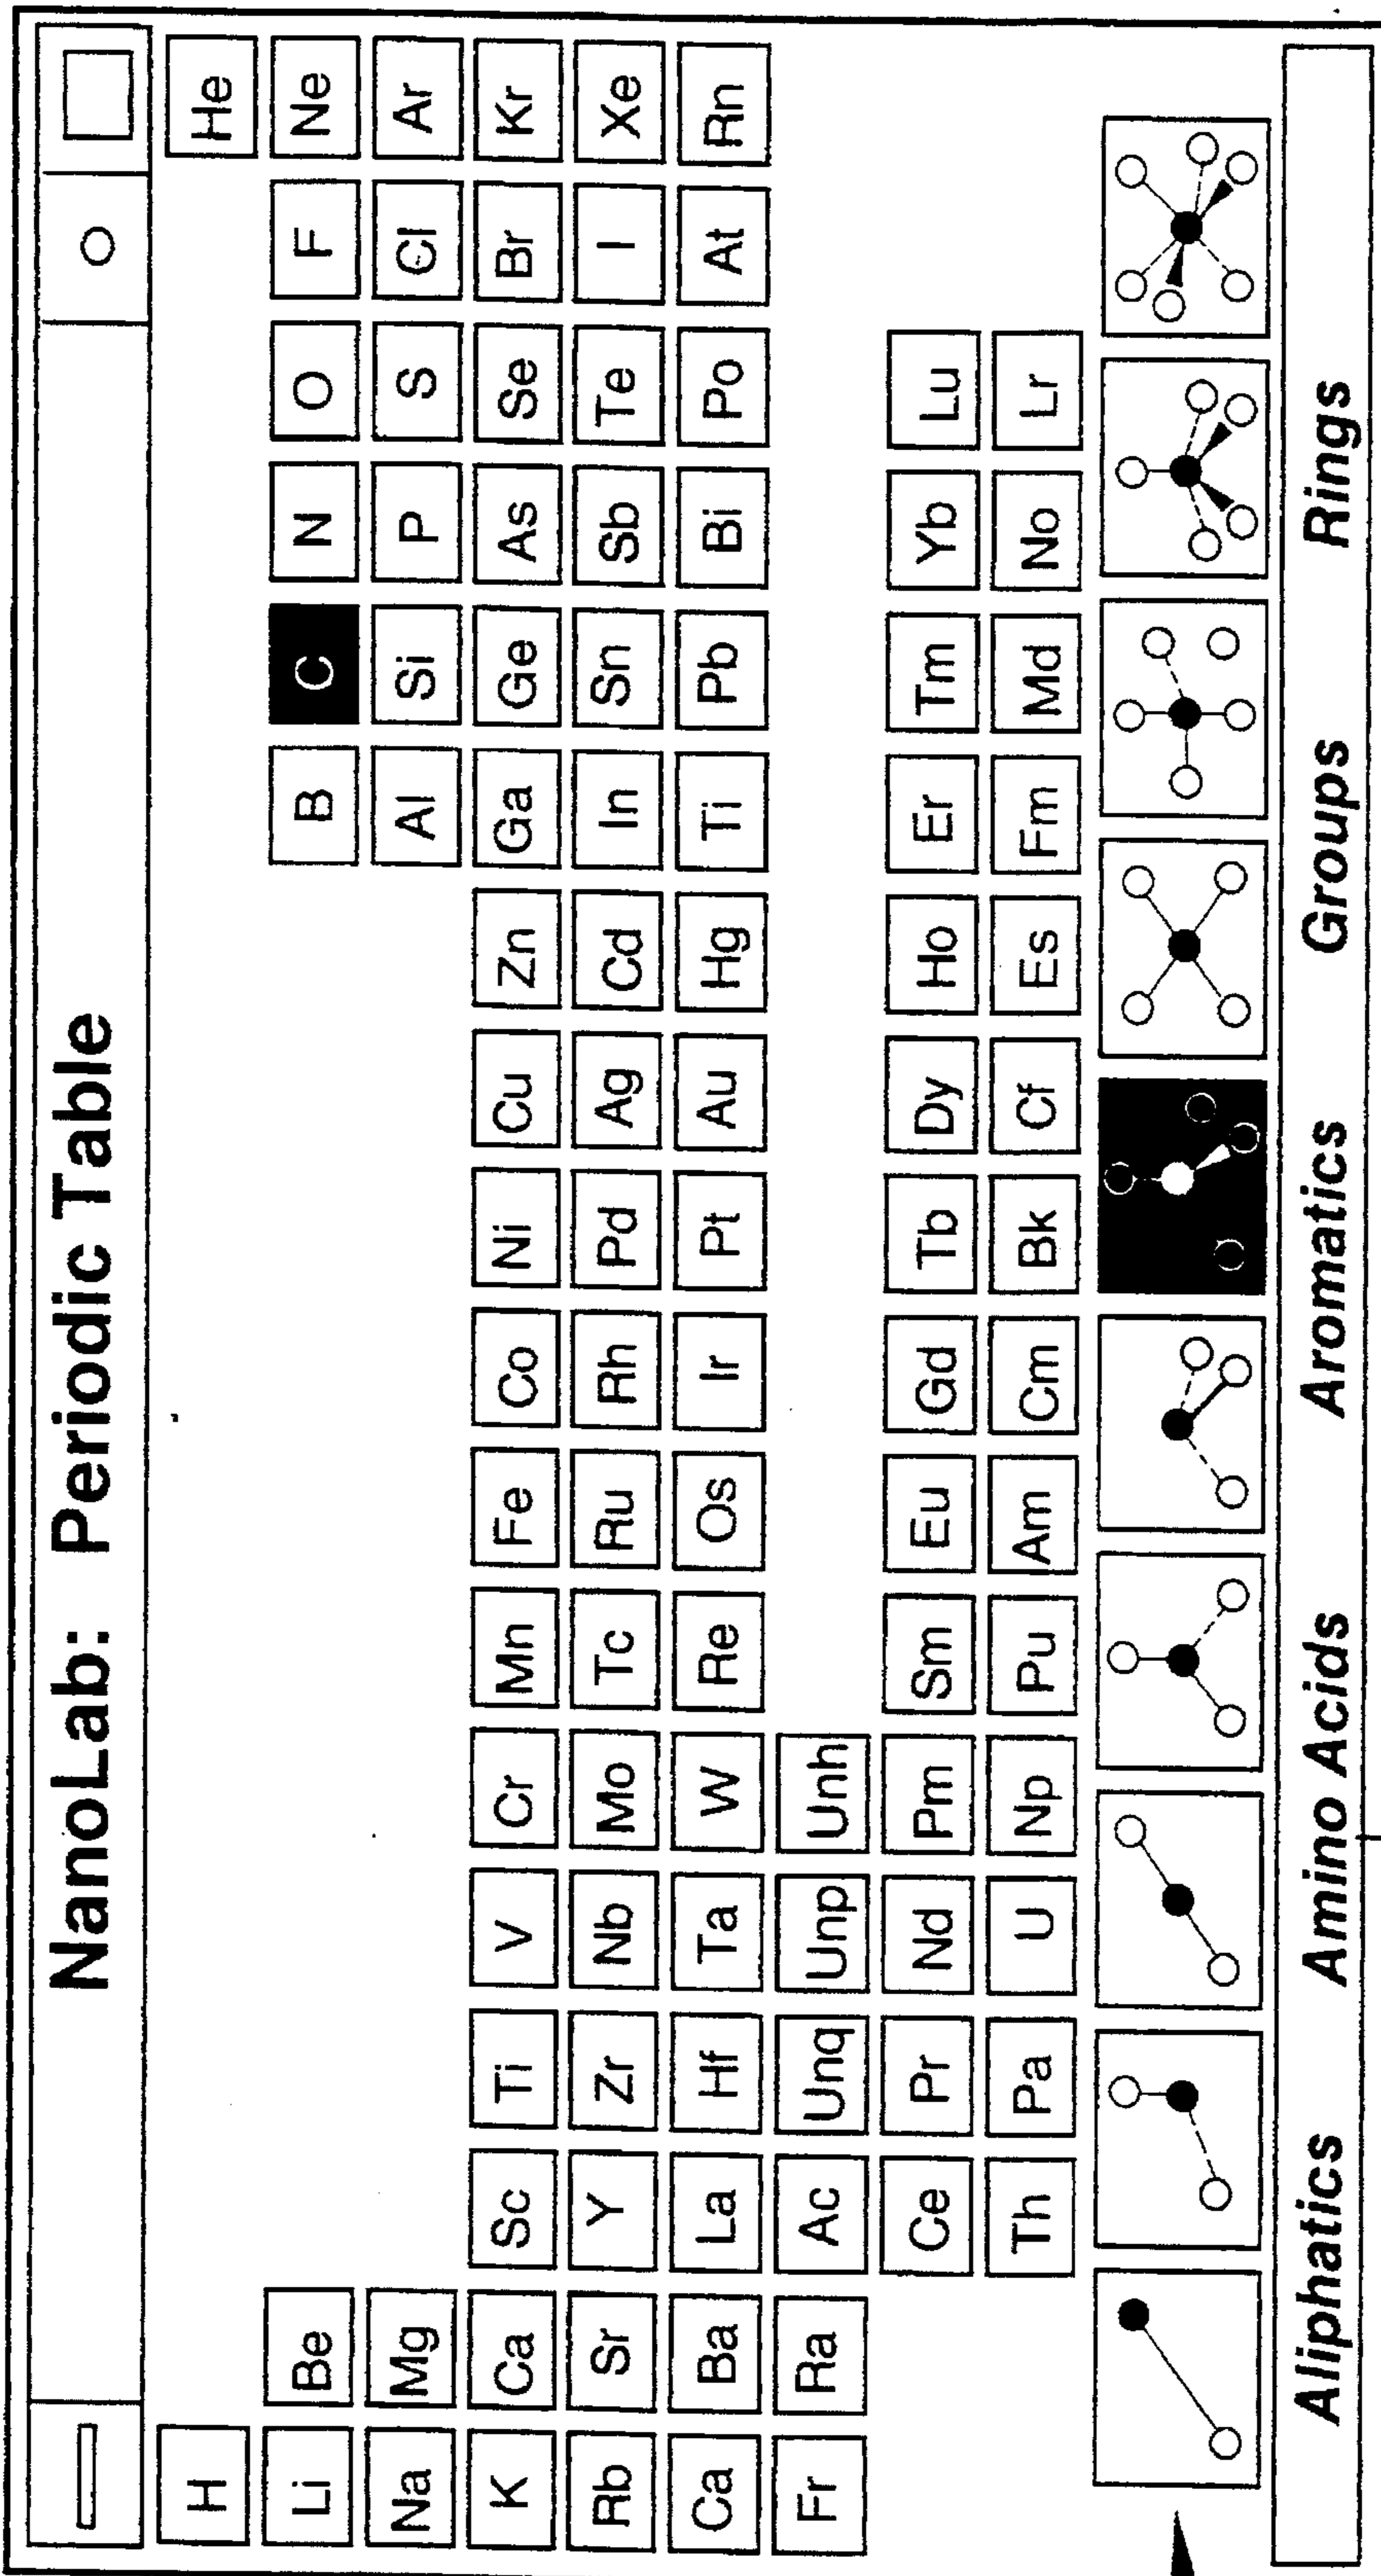 NanoLab: Periodic Table
H He
Li Be B C N O F Ne
Na Mg Al Si P S Cl Ar
K Ca Sc Ti V Cr Mn Fe Co Ni Cu Zn Ga Ge As Se Br Kr
Rb Sr Y Zr Nb Mo Tc Ru Rh Pd Ag Cd In Sn Sb Te I Xe
Ca Ba La Hf Ta W Re Os Ir Pt Au Hg Ti Pb Bi Po At Rn
Fr Ra Ac Unq Unp Unh
Ce Pr Nd Pm Sm Eu Gd Tb Dy Ho Er Tm Yb Lu
Th Pa U Np Pu Am Cm Bk Cf Es Fm Md No Lr
Aliphatics Amino Acids Aromatics Groups Rings